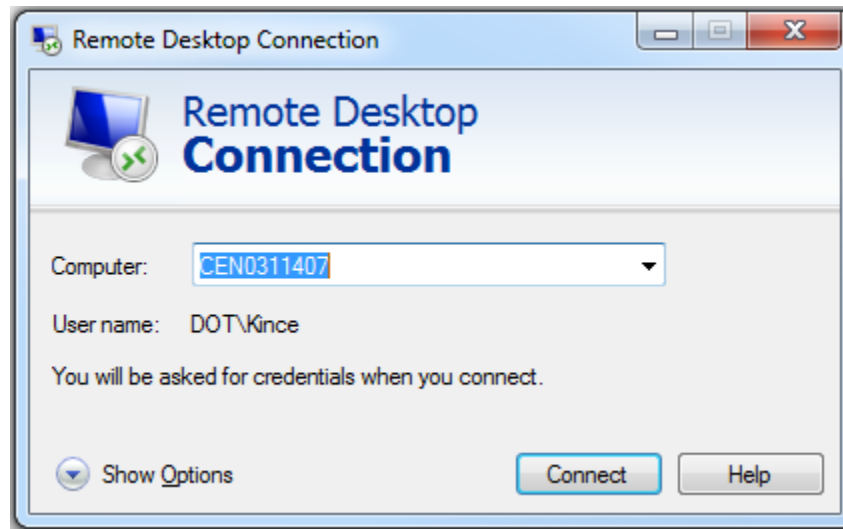 Remote Desktop Connection
Remote Desktop
Connection
Computer: CEN0311407
User name: DOT\Kince
You will be asked for credentials when you connect.
Show Options Connect Help